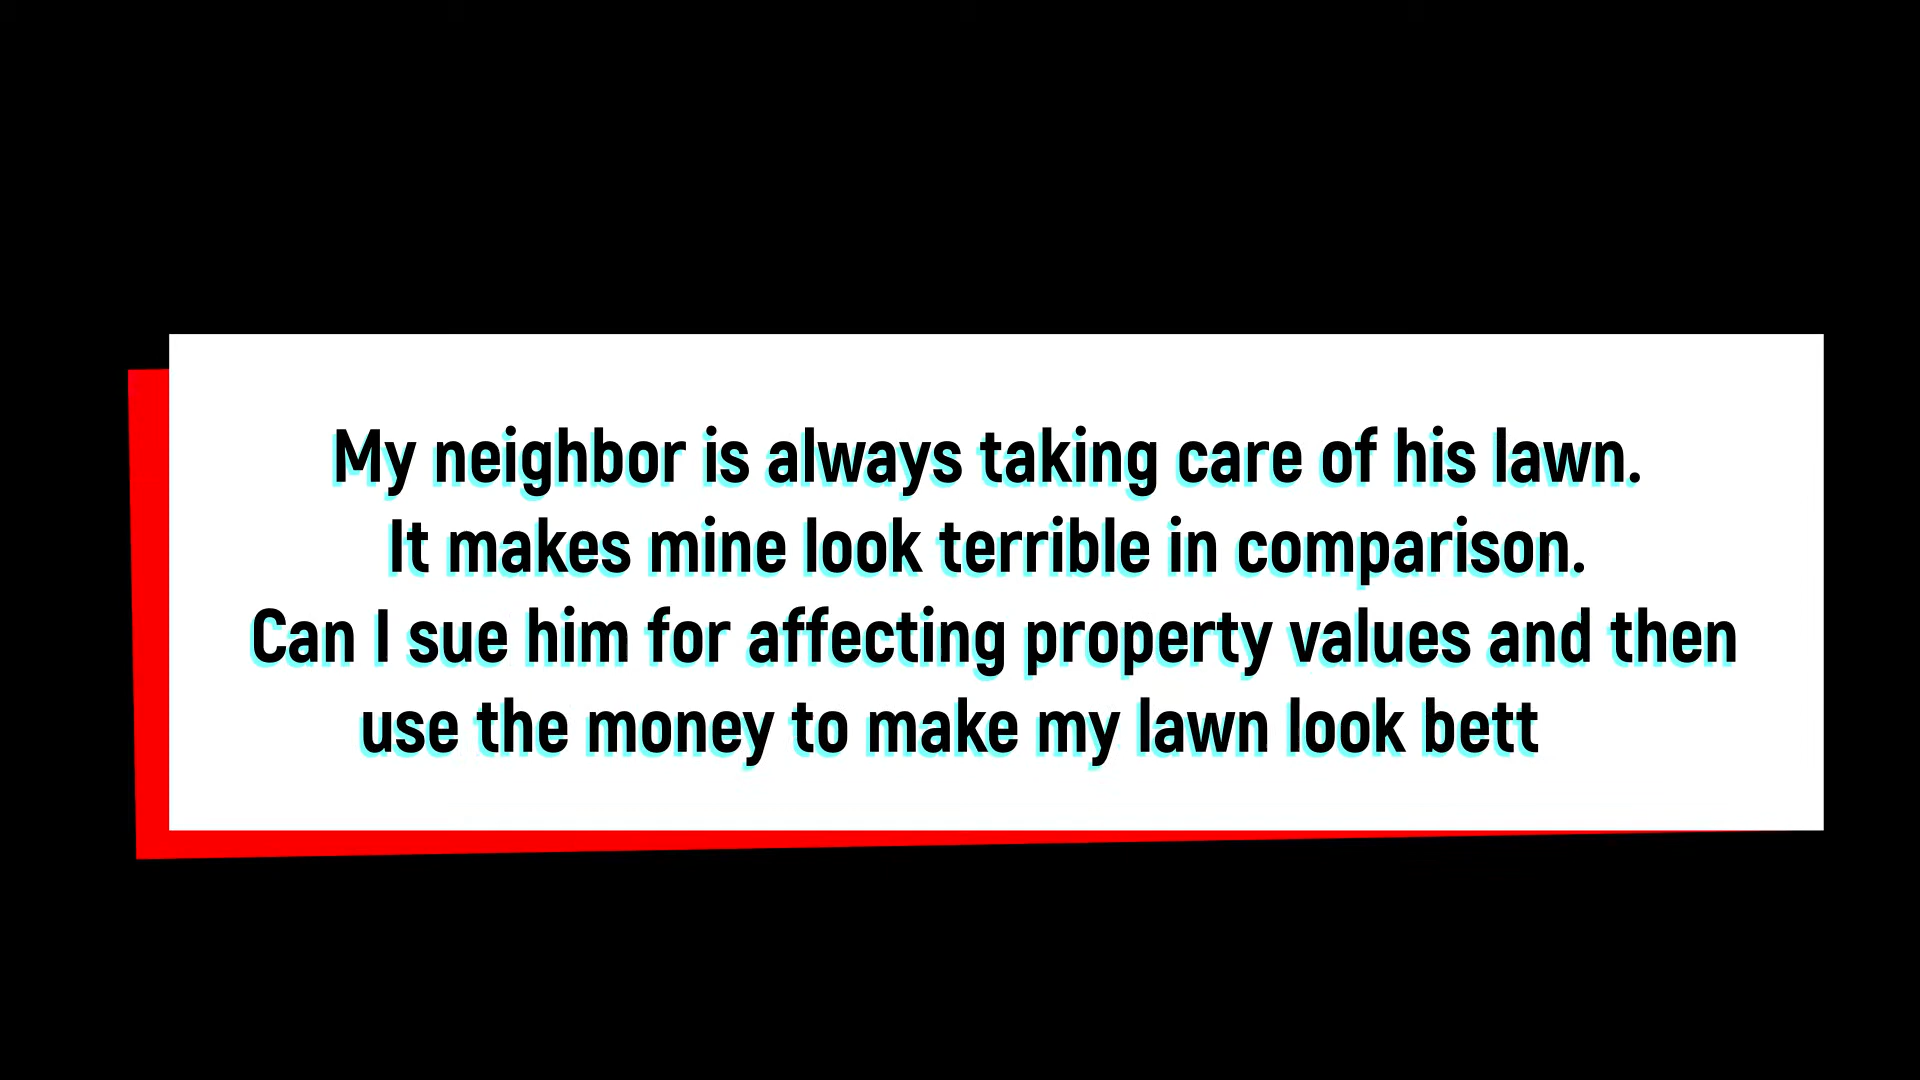 My neighbor is always taking care of his lawn.
It makes mine look terrible in comparison.
Can I sue him for affecting property values and then
use the money to make my lawn look bett